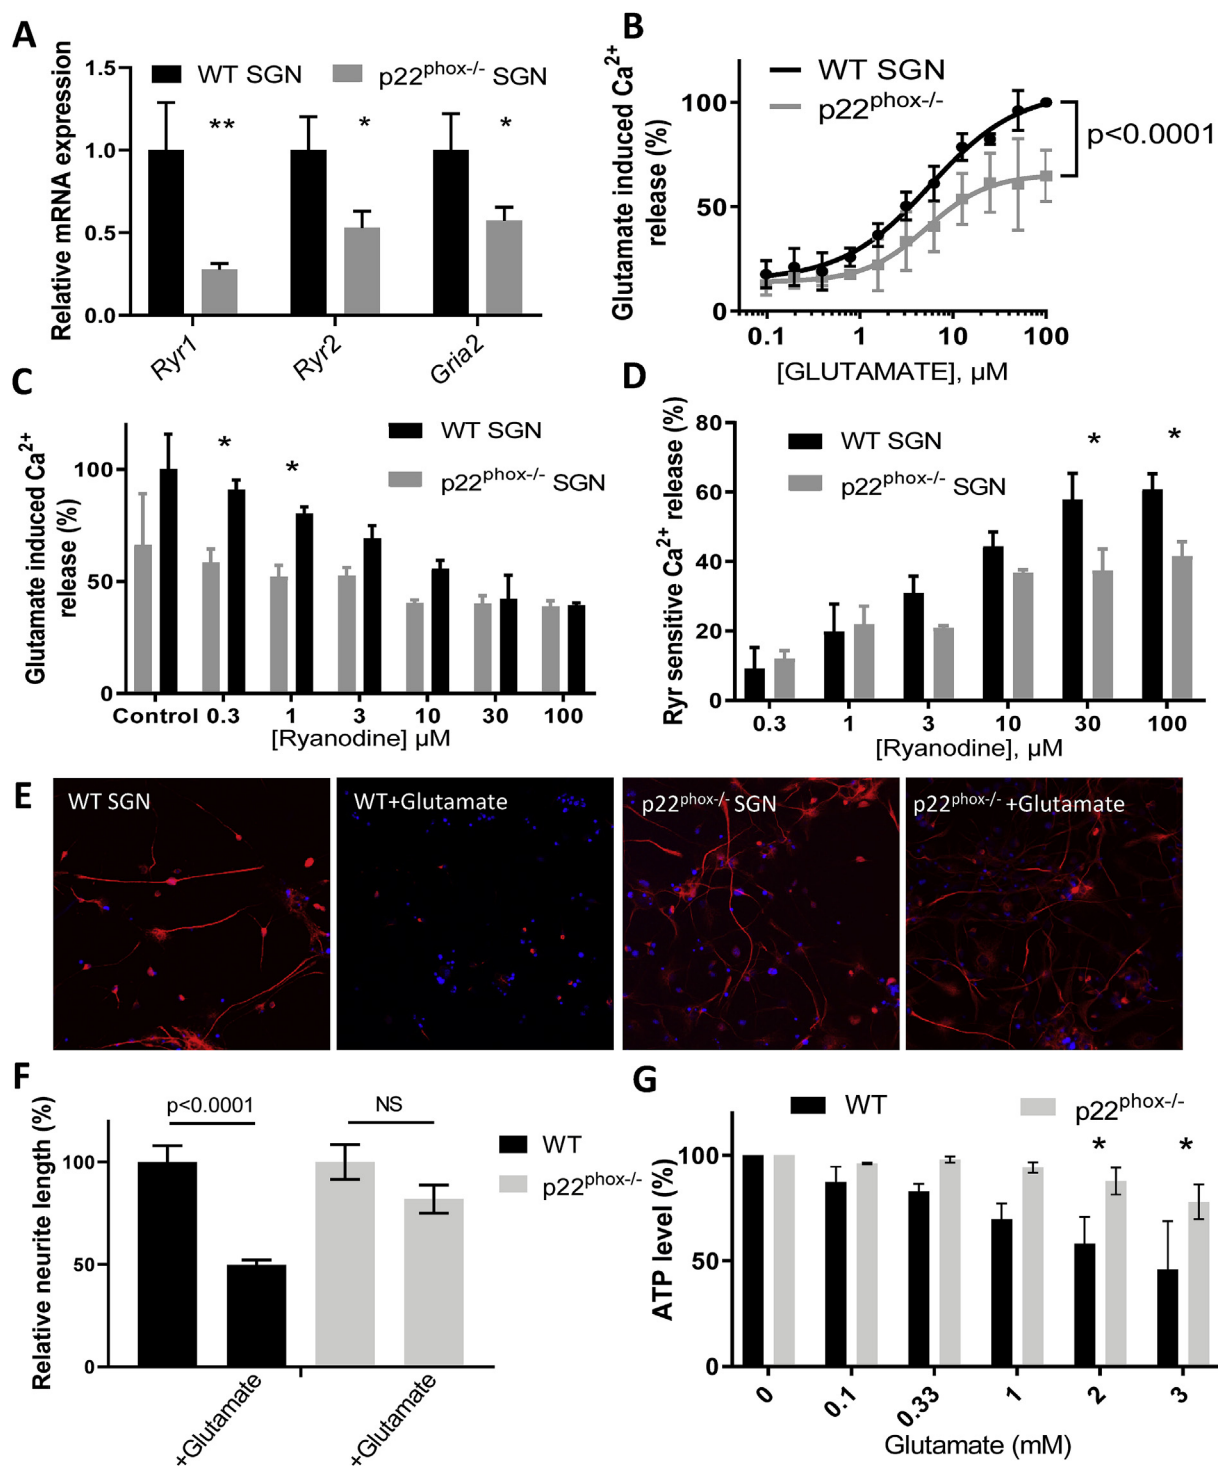 A
Relative mRNA expression
WT SGN
p22phox-/- SGN
1.5
1.0
0.5
0.0
**
*
*
Ryr1
Ryr2
Gria2
B
Glutamate induced Ca2+
release (%)
WT SGN
p22phox-/-
100
50
0
p<0.0001
0.1
1
10
100
[GLUTAMATE], µM
C
Glutamate induced Ca2+
release (%)
WT SGN
p22phox-/- SGN
100
50
0
*
*
Control
0.3
1
3
10
30
100
[Ryanodine] µM
D
Ryr sensitive Ca2+ release (%)
WT SGN
p22phox-/- SGN
80
60
40
20
0
*
*
0.3
1
3
10
30
100
[Ryanodine], µM
E
WT SGN
WT+Glutamate
p22phox-/- SGN
p22phox-/- +Glutamate
F
Relative neurite length (%)
p<0.0001
NS
WT
p22phox-/-
100
50
0
+Glutamate
+Glutamate
G
ATP level (%)
WT
p22phox-/-
100
50
0
*
*
0
0.1
0.33
1
2
3
Glutamate (mM)